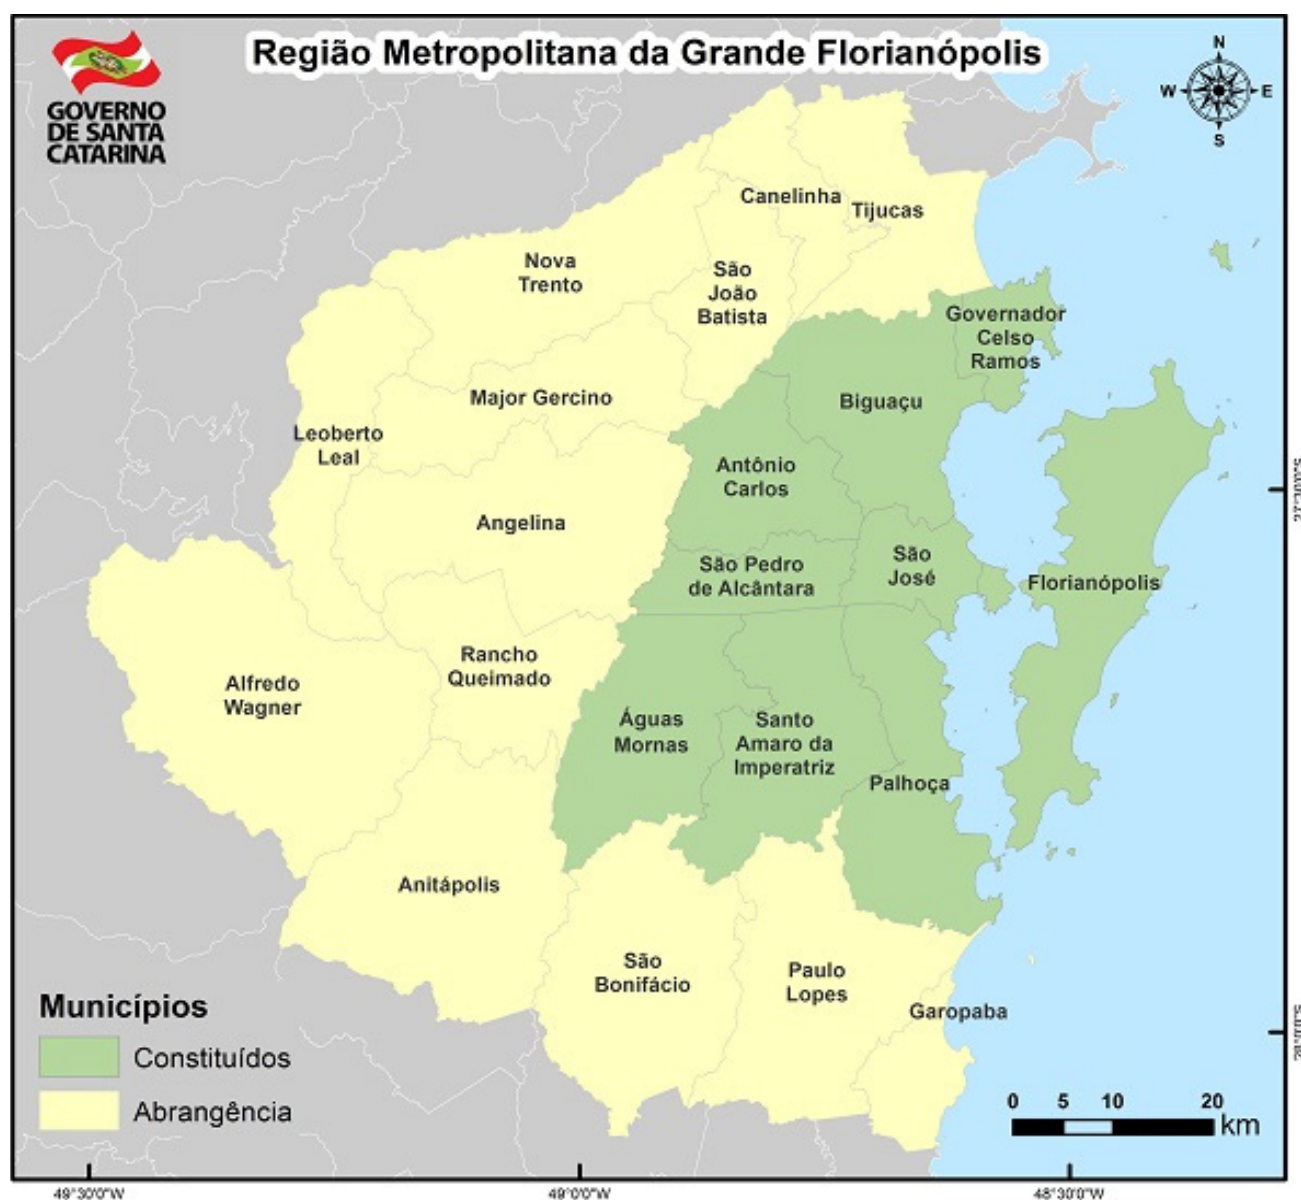 Região Metropolitana da Grande Florianópolis
GOVERNO
DE SANTA
CATARINA
N
W
E
S
Canelinha
Tijucas
Nova
Trento
São
João
Batista
Governador
Celso
Ramos
Major Gercino
Biguaçu
Leoberto
Leal
Antônio
Carlos
Angelina
São Pedro
de Alcântara
São
José
Florianópolis
Rancho
Queimado
Alfredo
Wagner
Águas
Mornas
Santo
Amaro da
Imperatriz
Palhoça
Anitápolis
São
Bonifácio
Paulo
Lopes
Garopaba
Municípios
Constituídos
Abrangência
0 5 10 20
km
49°30'0"W
49°0'0"W
48°30'0"W